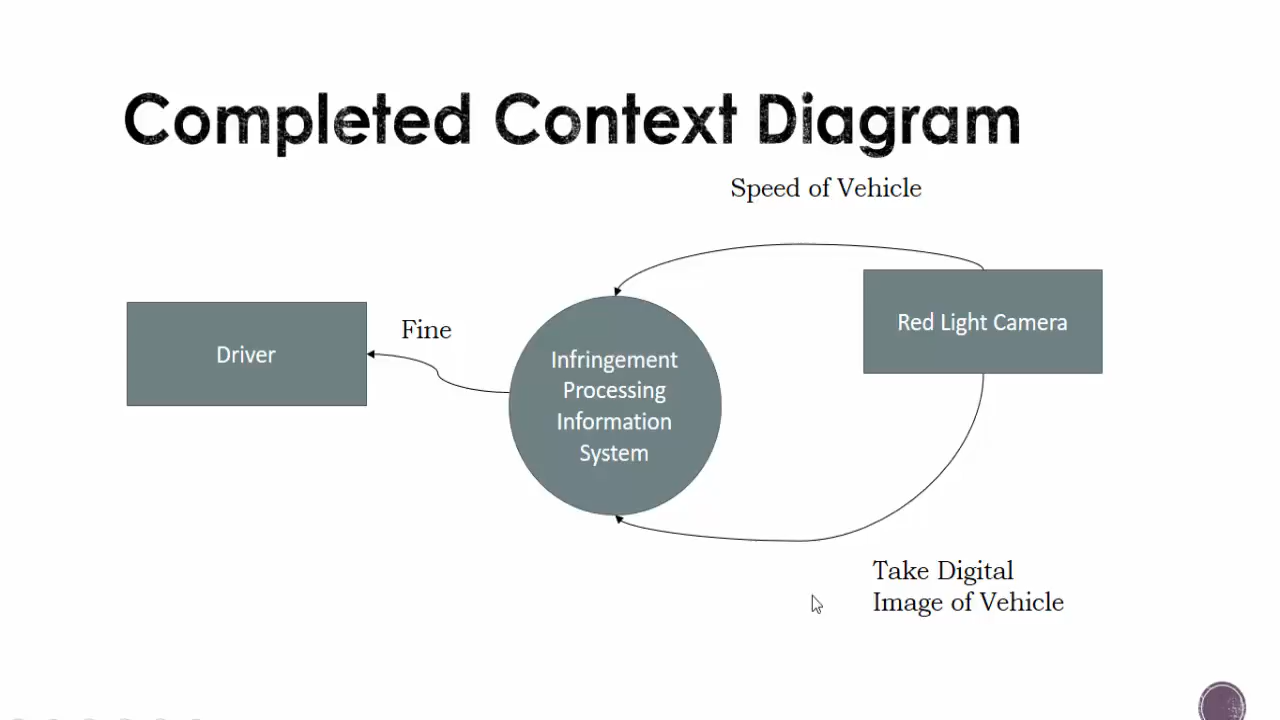 Completed Context Diagram
Speed of Vehicle
Red Light Camera
Fine
Driver
Infringement
Processing
Information
System
Take Digital
Image of Vehicle